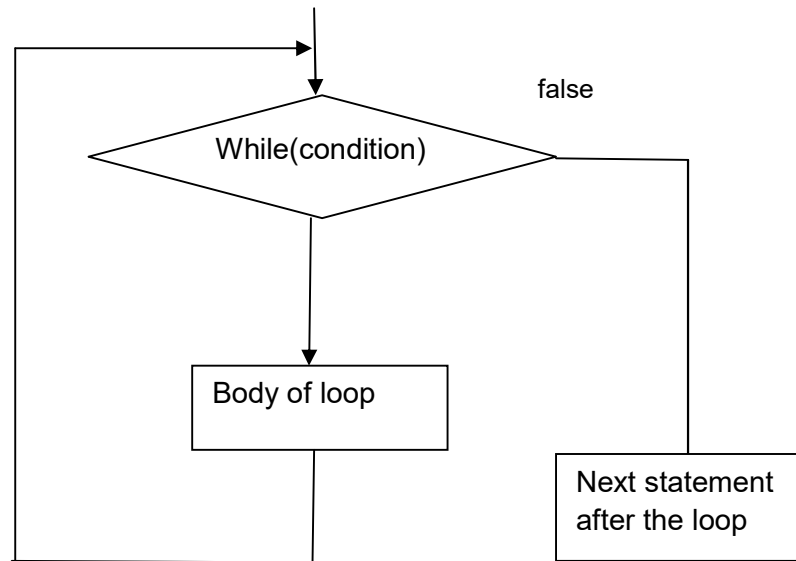 false
While(condition)
Body of loop
Next statement
after the loop